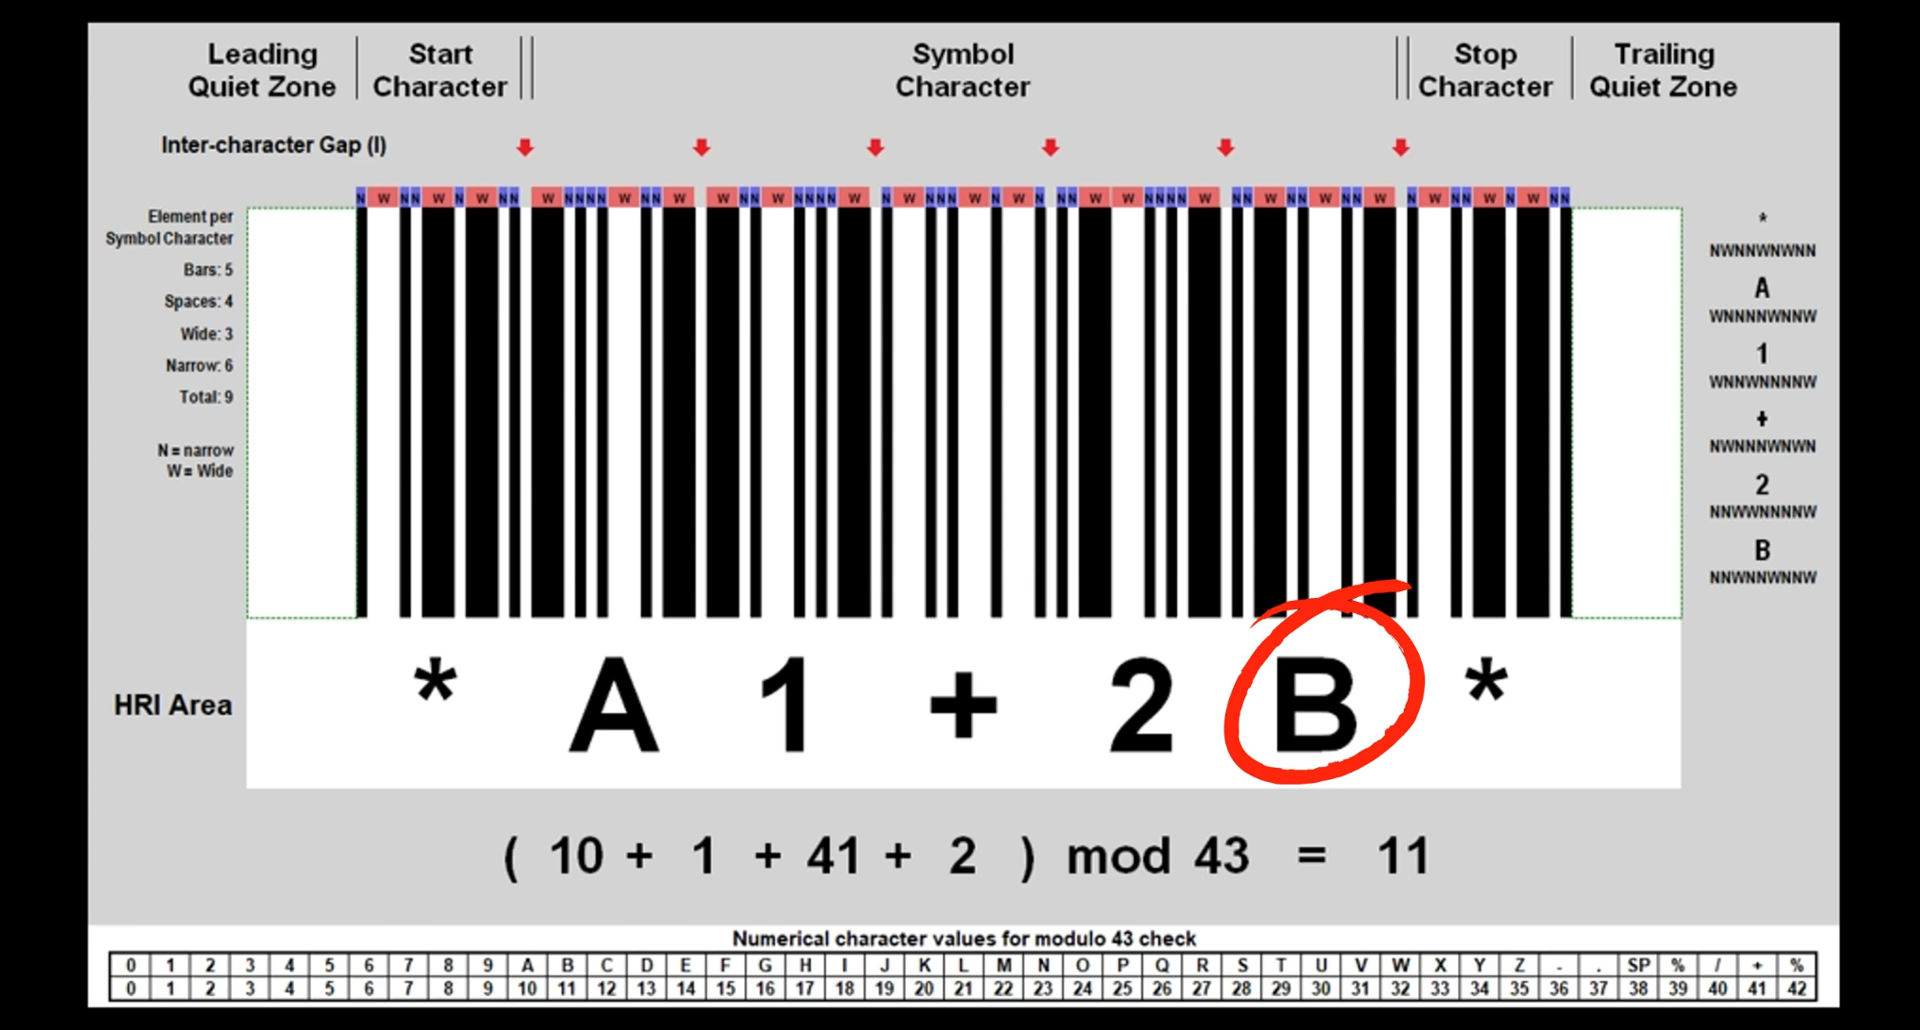 Leading Quiet Zone
Start Character
Symbol Character
Stop Character
Trailing Quiet Zone
Inter-character Gap (I)
N W N N W N W N N W N N N N W N N W W N N W N N N N W N W N N N W N W N N N W W N N N N W N N W N N W N N W N W N N W N W N N
Element per
Symbol Character
Bars: 5
Spaces: 4
Wide: 3
Narrow: 6
Total: 9
N = narrow
W = Wide
*
NWNNWNWNN
A
WNNNNWNNW
1
WNNWNNNNW
+
NWNNNWNWN
2
NNWWNNNNW
B
NNWNNWNNW
HRI Area
* A 1 + 2 B *
( 10 + 1 + 41 + 2 ) mod 43 = 11
Numerical character values for modulo 43 check
0 1 2 3 4 5 6 7 8 9 A B C D E F G H I J K L M N O P Q R S T U V W X Y Z - . SP % / + %
0 1 2 3 4 5 6 7 8 9 10 11 12 13 14 15 16 17 18 19 20 21 22 23 24 25 26 27 28 29 30 31 32 33 34 35 36 37 38 39 40 41 42